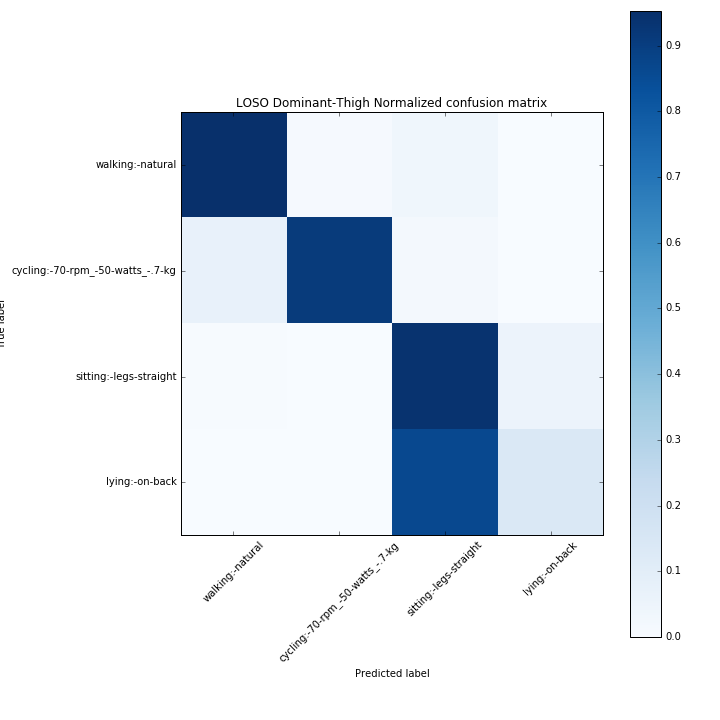 LOSO Dominant-Thigh Normalized confusion matrix
walking:-natural
cycling:-70-rpm_-50-watts_-.7-kg
sitting:-legs-straight
lying:-on-back
label
walking:-natural
cycling:-70-rpm_-50-watts_-.7-kg
sitting:-legs-straight
lying:-on-back
Predicted label
0.9
0.8
0.7
0.6
0.5
0.4
0.3
0.2
0.1
0.0